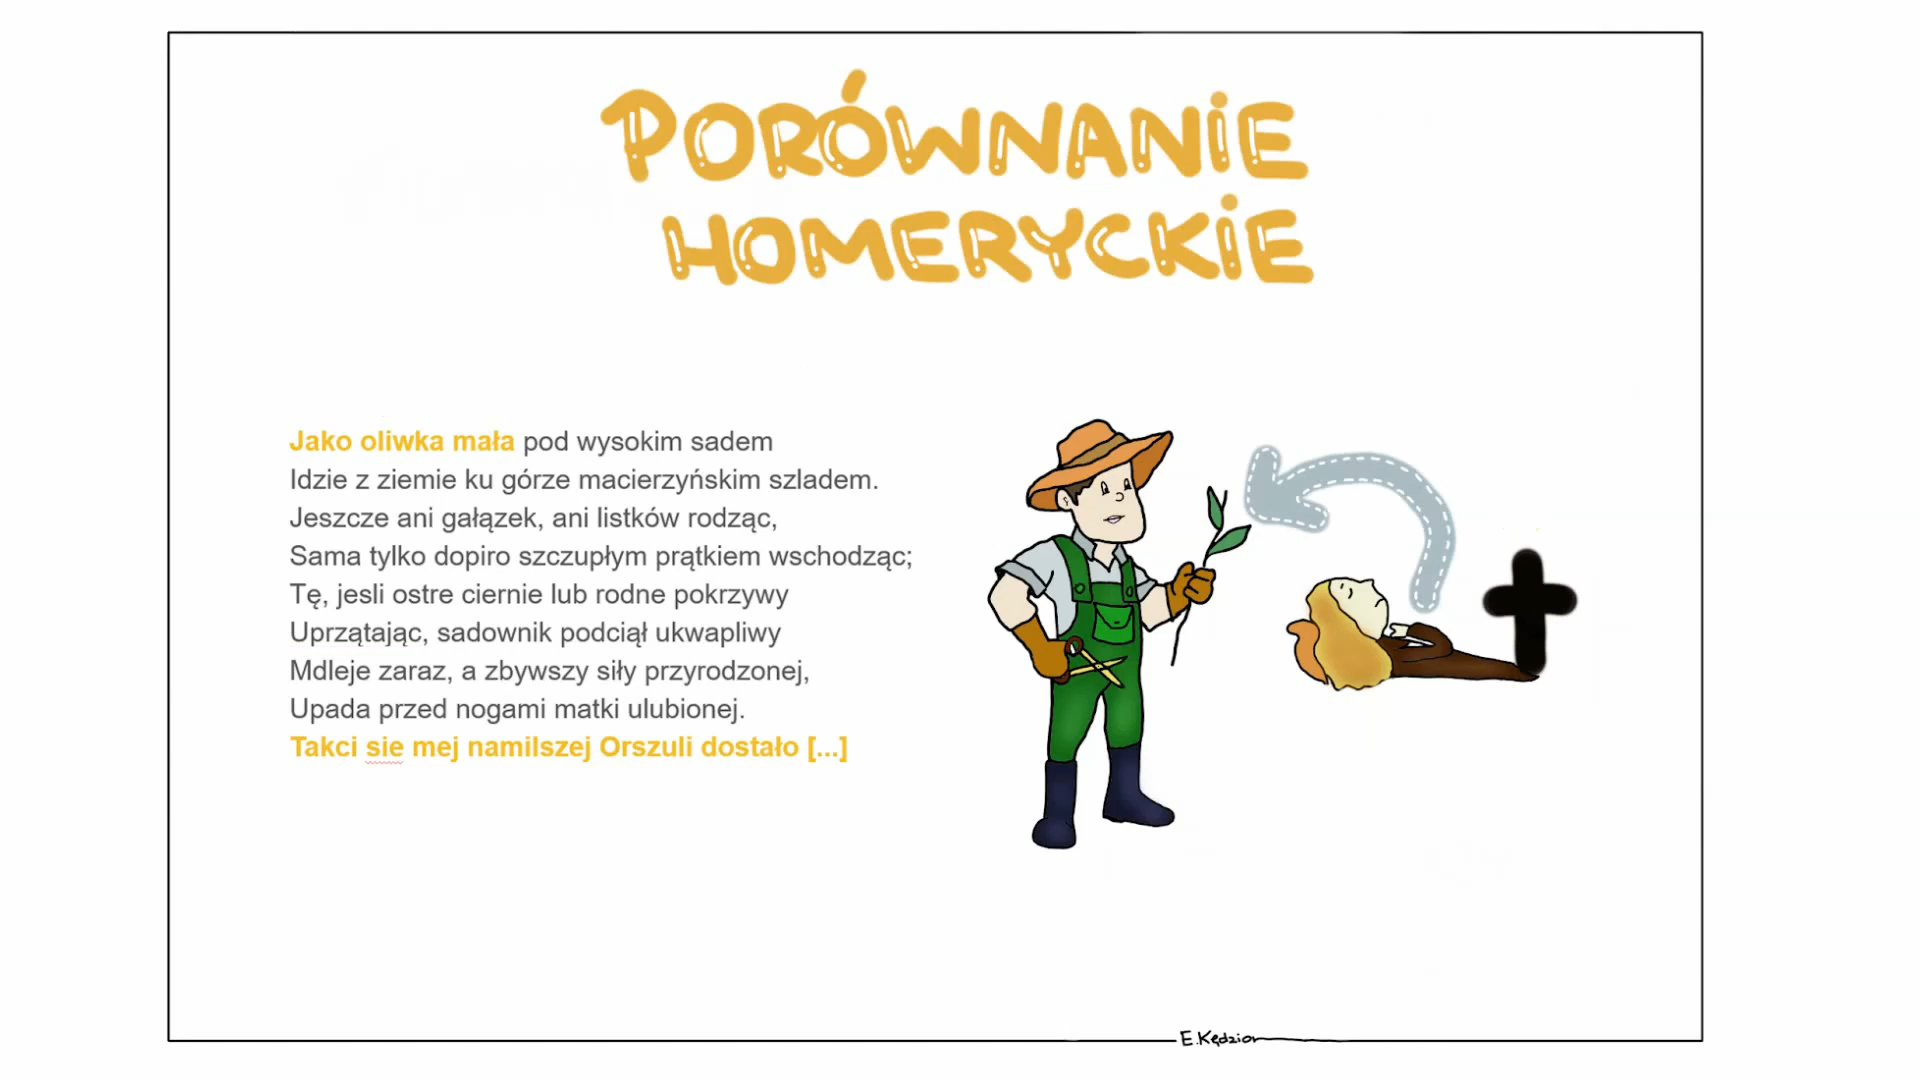 PORÓWNANIE
HOMERYCKIE
Jako oliwka mała pod wysokim sadem
Idzie z ziemie ku górze macierzyńskim szladem.
Jeszcze ani gałązek, ani listków rodząc,
Sama tylko dopiro szczupłym prątkiem wschodząc;
Tę, jesli ostre ciernie lub rodne pokrzywy
Uprzątając, sadownik podciął ukwapliwy
Mdleje zaraz, a zbywszy siły przyrodzonej,
Upada przed nogami matki ulubionej.
Takci sie mej namilszej Orszuli dostało [...]
E.Kędzior